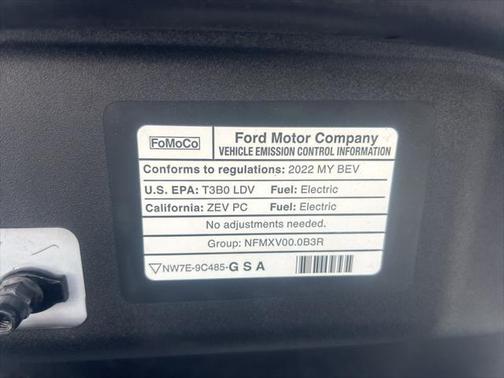 FoMoCo
Ford Motor Company
VEHICLE EMISSION CONTROL INFORMATION
Conforms to regulations: 2022 MY BEV
U.S. EPA: T3B0 LDV Fuel: Electric
California: ZEV PC Fuel: Electric
No adjustments needed.
Group: NFMXV00.0B3R
NW7E-9C485-G S A